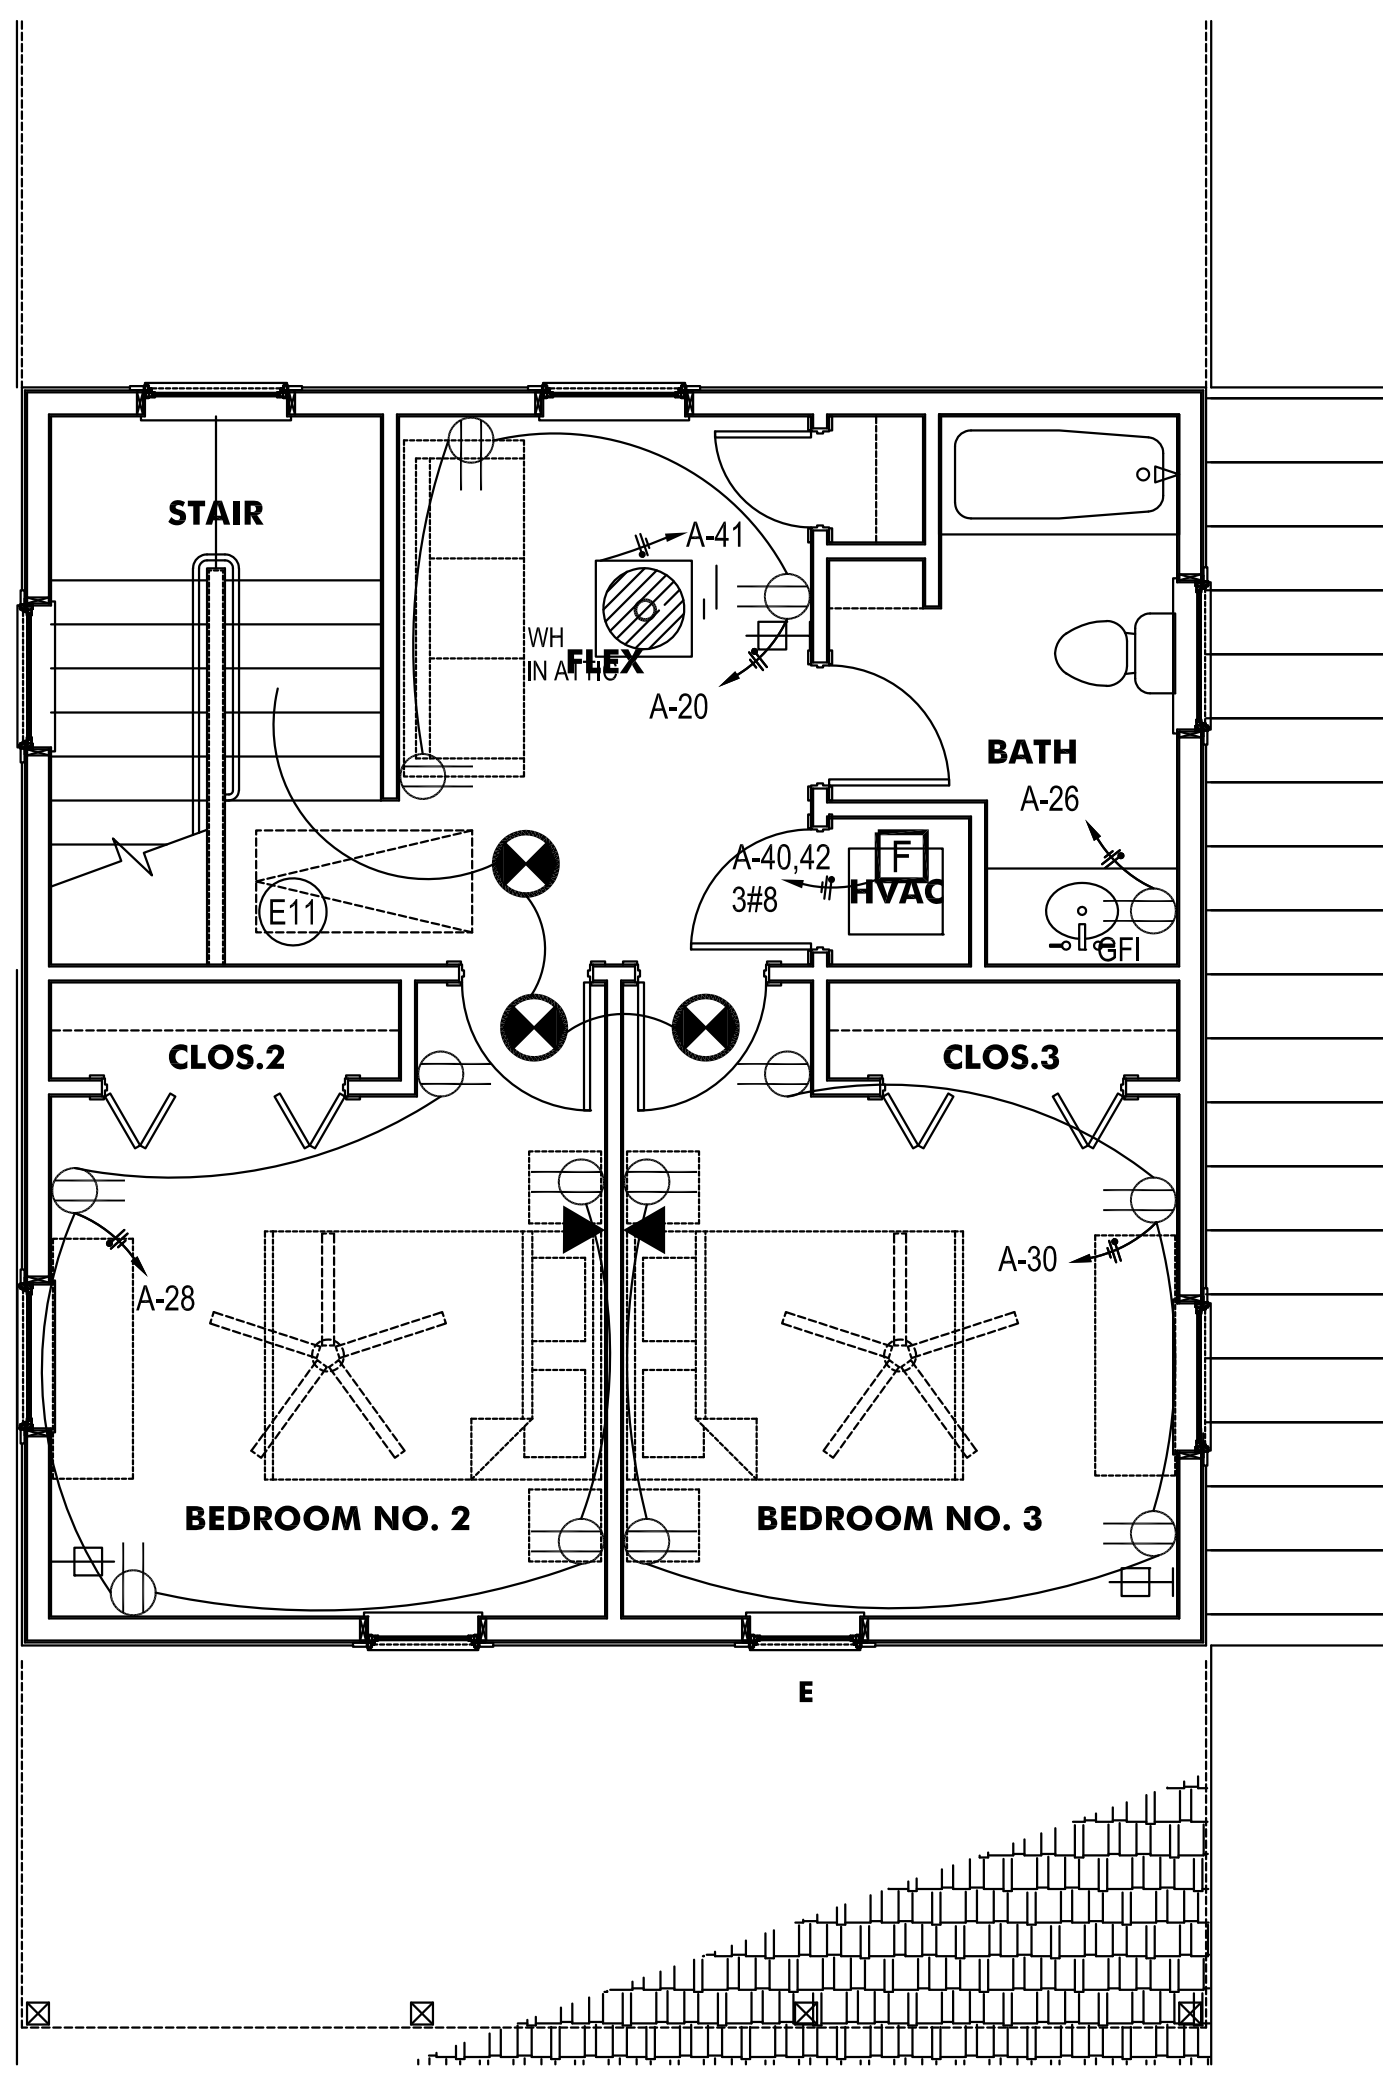 STAIR
A-41
WH
IN ATTIC
FLEX
A-20
BATH
A-26
A-40,42
3#8
F
HVAC
E11
GFI
CLOS.2
CLOS.3
A-28
A-30
BEDROOM NO. 2
BEDROOM NO. 3
E